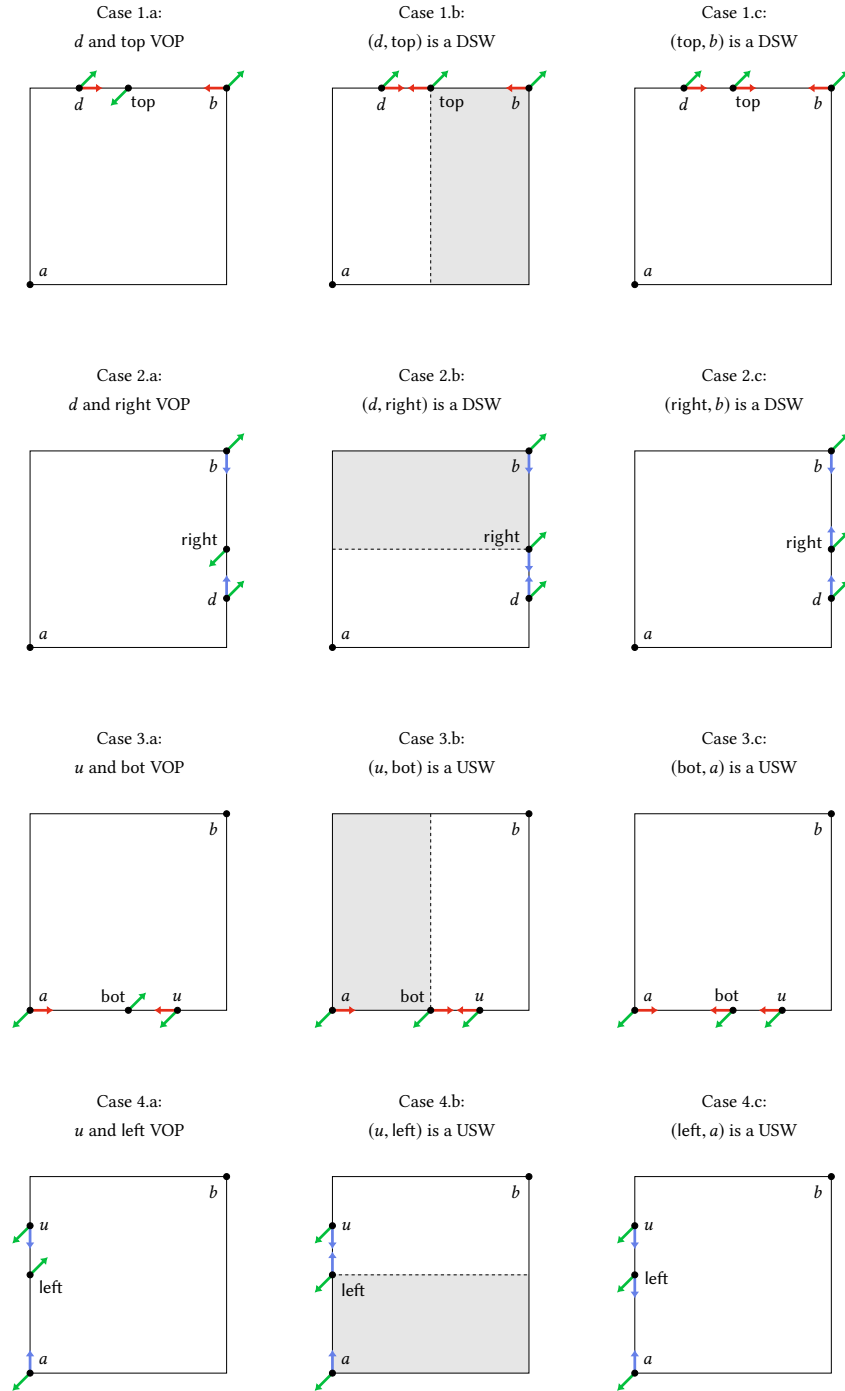 Case 1.a:
d and top VOP
Case 1.b:
(d, top) is a DSW
Case 1.c:
(top, b) is a DSW
d
top
b
a
d
top
b
a
d
top
b
a
Case 2.a:
d and right VOP
Case 2.b:
(d, right) is a DSW
Case 2.c:
(right, b) is a DSW
b
right
d
a
b
right
d
a
b
right
d
a
Case 3.a:
u and bot VOP
Case 3.b:
(u, bot) is a USW
Case 3.c:
(bot, a) is a USW
b
a
bot
u
b
a
bot
u
b
a
bot
u
Case 4.a:
u and left VOP
Case 4.b:
(u, left) is a USW
Case 4.c:
(left, a) is a USW
b
u
left
a
b
u
left
a
b
u
left
a